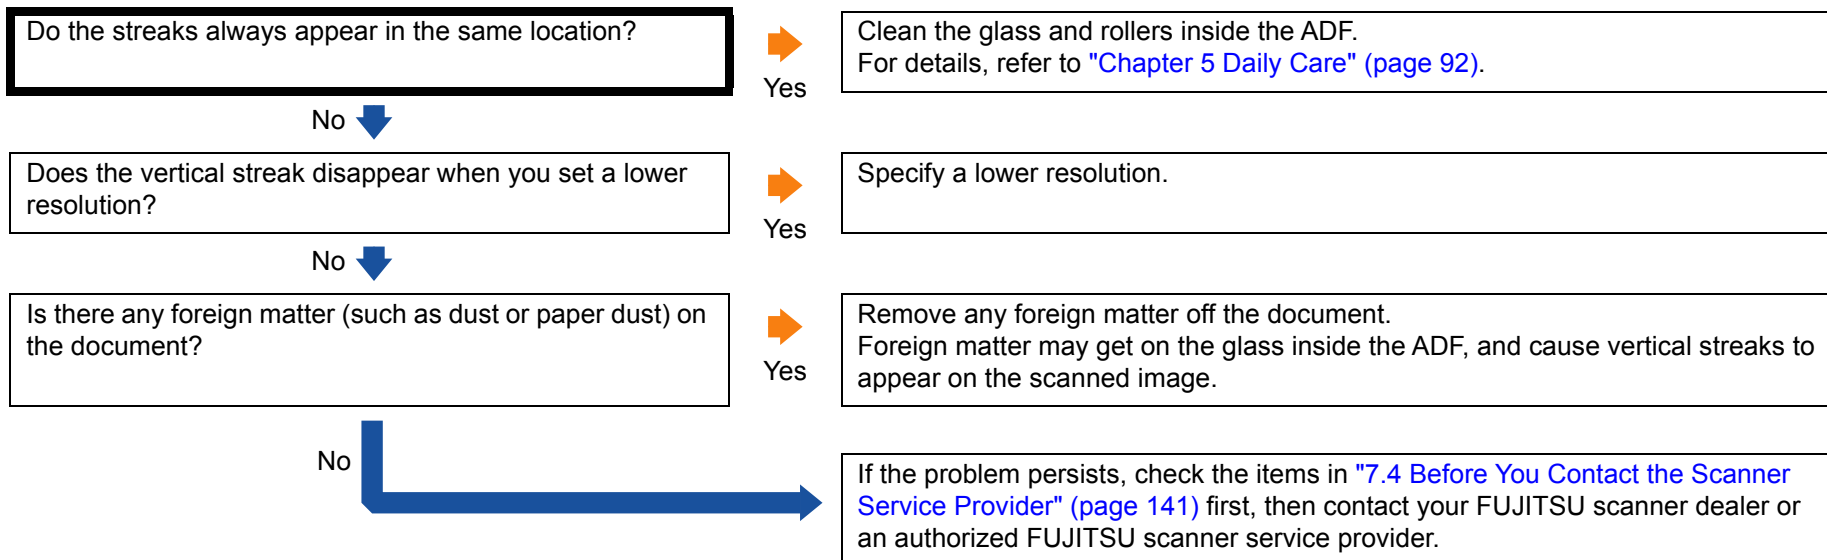 Do the streaks always appear in the same location?
Yes
Clean the glass and rollers inside the ADF.
For details, refer to "Chapter 5 Daily Care" (page 92).
No
Does the vertical streak disappear when you set a lower
resolution?
Yes
Specify a lower resolution.
No
Is there any foreign matter (such as dust or paper dust) on
the document?
Yes
Remove any foreign matter off the document.
Foreign matter may get on the glass inside the ADF, and cause vertical streaks to
appear on the scanned image.
No
If the problem persists, check the items in "7.4 Before You Contact the Scanner
Service Provider" (page 141) first, then contact your FUJITSU scanner dealer or
an authorized FUJITSU scanner service provider.